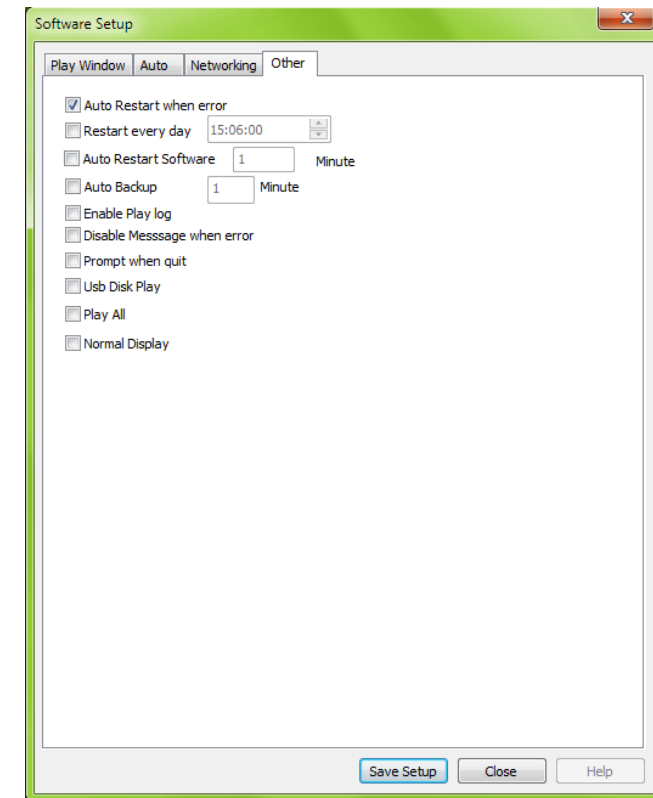 Software Setup
Play Window Auto Networking Other
Auto Restart when error
Restart every day 15:06:00
Auto Restart Software 1 Minute
Auto Backup 1 Minute
Enable Play log
Disable Messsage when error
Prompt when quit
Usb Disk Play
Play All
Normal Display
Save Setup Close Help